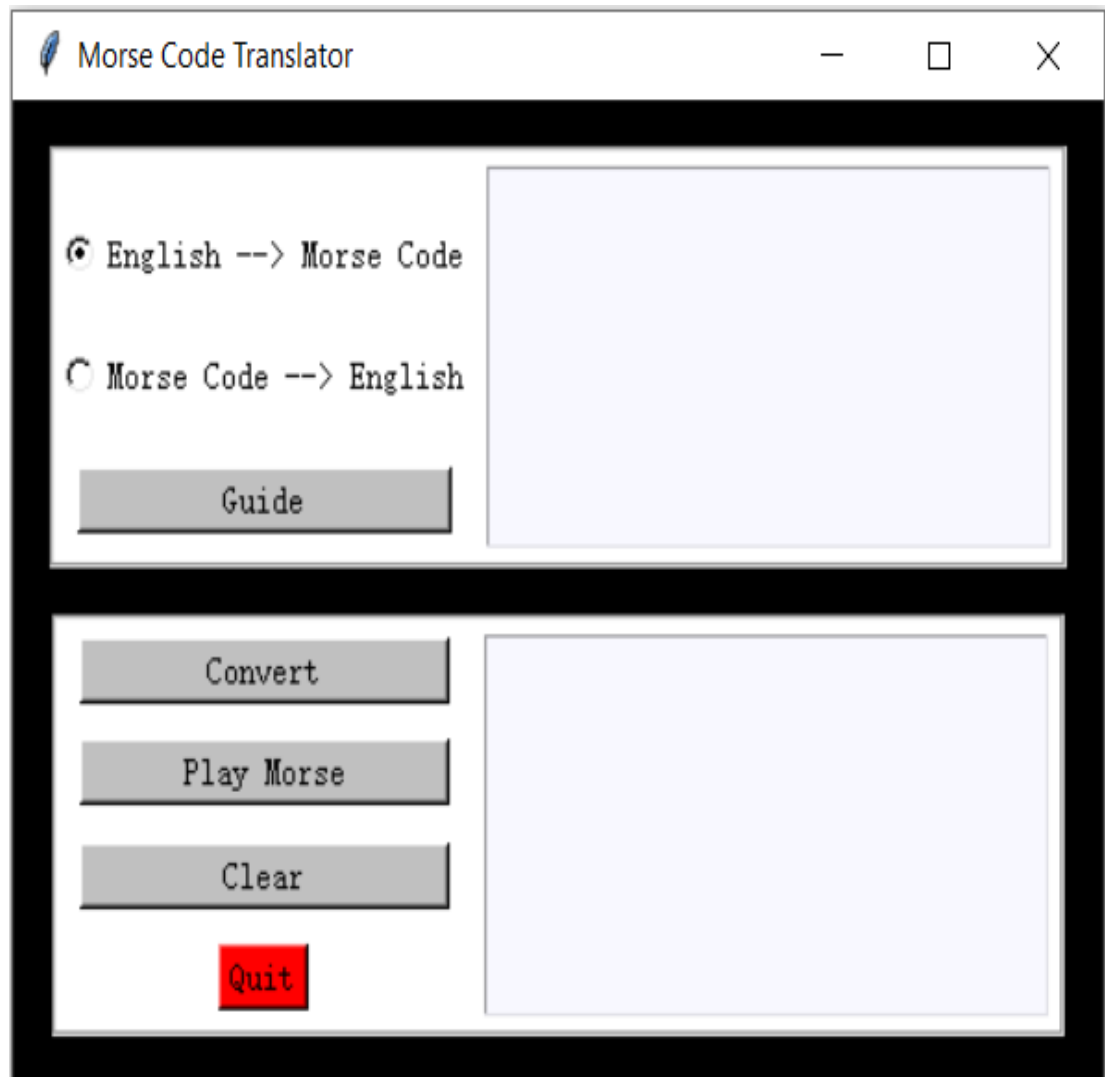 Morse Code Translator
English --> Morse Code
Morse Code --> English
Guide
Convert
Play Morse
Clear
Quit